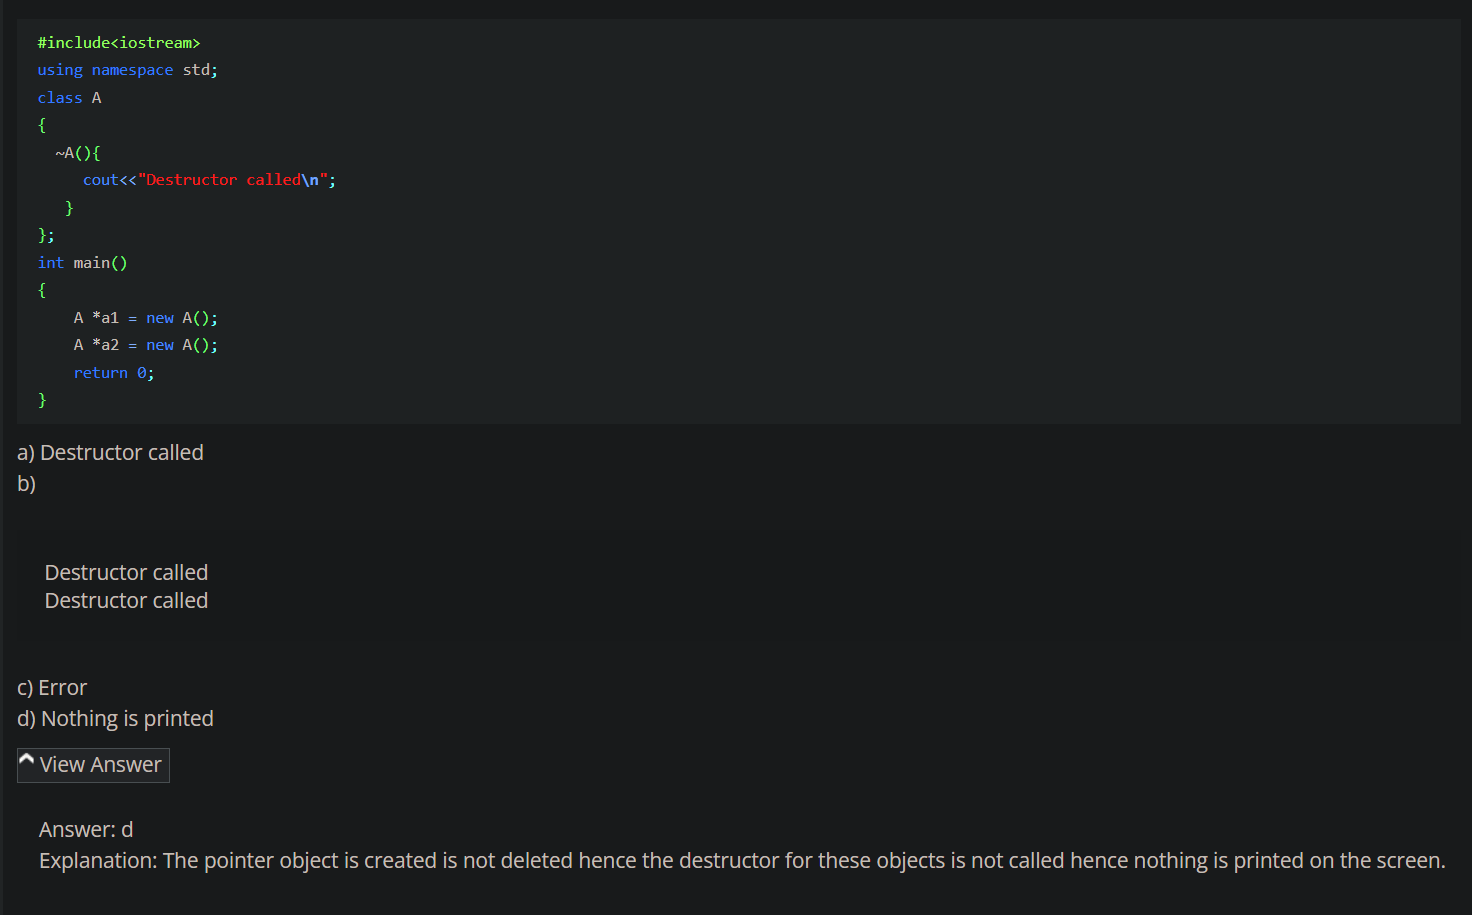 #include<iostream>
using namespace std;
class A
{
  ~A(){
     cout<<"Destructor called\n";
   }
};
int main()
{
    A *a1 = new A();
    A *a2 = new A();
    return 0;
}
a) Destructor called
b)
Destructor called
Destructor called
c) Error
d) Nothing is printed
View Answer
Answer: d
Explanation: The pointer object is created is not deleted hence the destructor for these objects is not called hence nothing is printed on the screen.